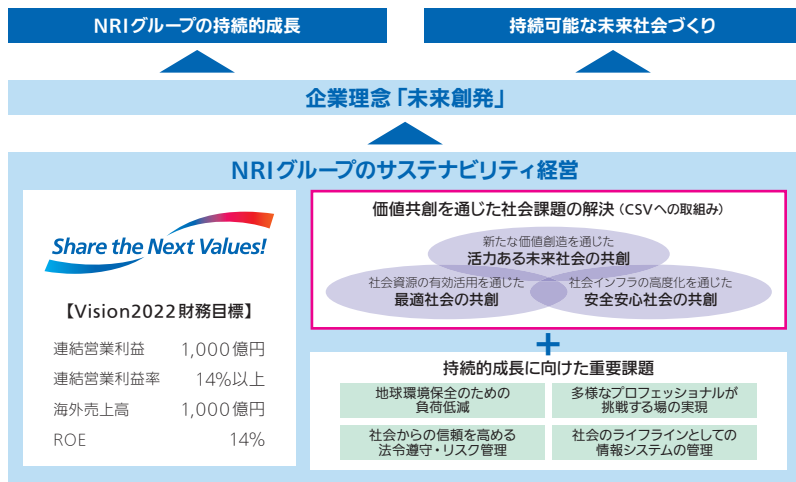 NRIグループの持続的成長
持続可能な未来社会づくり
企業理念「未来創発」
NRIグループのサステナビリティ経営
Share the Next Values!
【Vision2022財務目標】
連結営業利益 1,000億円
連結営業利益率 14%以上
海外売上高 1,000億円
ROE 14%
価値共創を通じた社会課題の解決（CSVへの取組み）
新たな価値創造を通じた
活力ある未来社会の共創
社会資源の有効活用を通じた
最適社会の共創
社会インフラの高度化を通じた
安全安心社会の共創
+
持続的成長に向けた重要課題
地球環境保全のための
負荷低減
多様なプロフェッショナルが
挑戦する場の実現
社会からの信頼を高める
法令遵守・リスク管理
社会のライフラインとしての
情報システムの管理